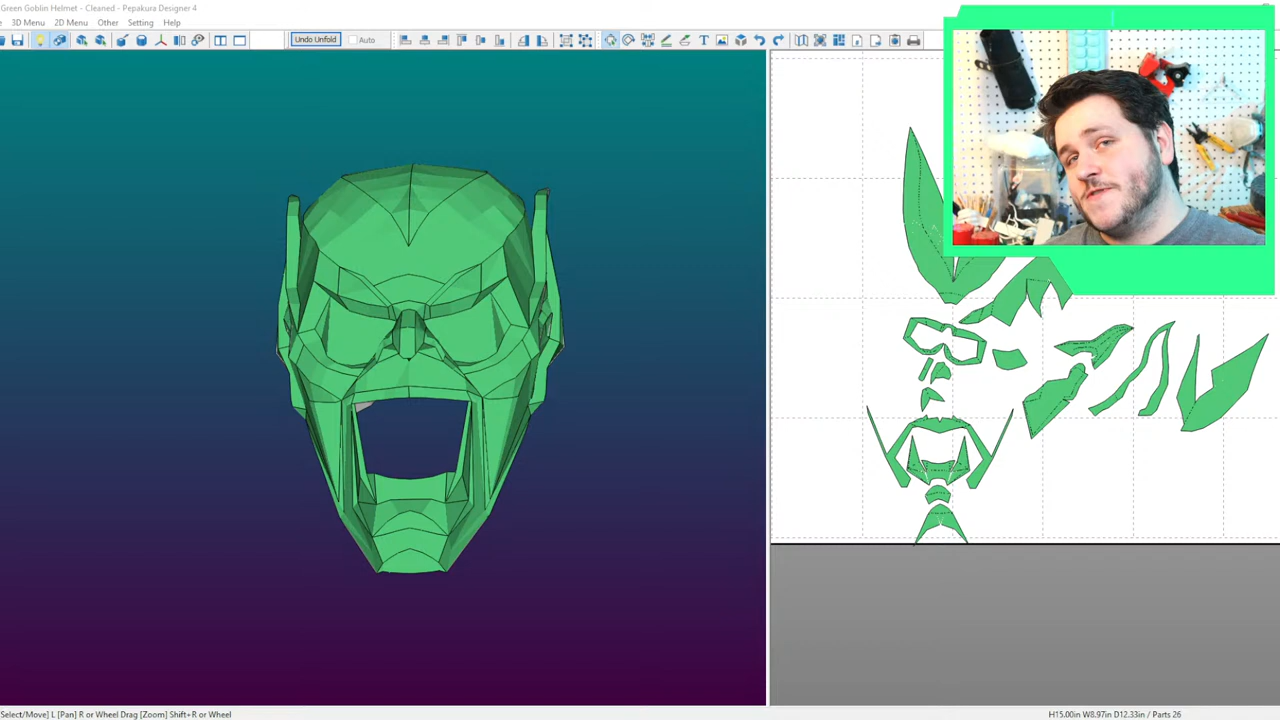 Green Goblin Helmet - Cleaned - Pepakura Designer 4
3D Menu 2D Menu Other Setting Help
Undo Unfold Auto
[Select/Move] L [Pan] R or Wheel Drag [Zoom] Shift+R or Wheel
H15.00in W8.97in D12.33in / Parts 26